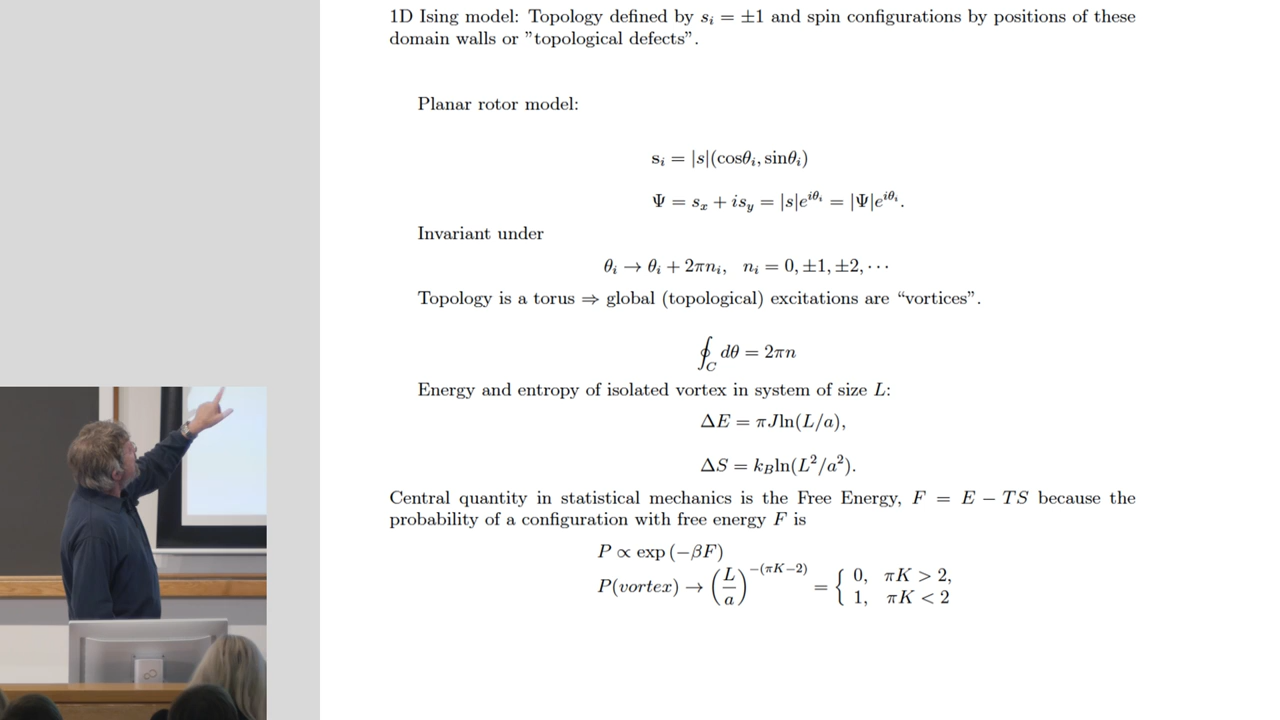 1D Ising model: Topology defined by sᵢ = ±1 and spin configurations by positions of these
domain walls or ”topological defects”.
Planar rotor model:
sᵢ = |s|(cosθᵢ, sinθᵢ)
Ψ = sₓ + is_y = |s|e^{iθᵢ} = |Ψ|e^{iθᵢ}.
Invariant under
θᵢ → θᵢ + 2πnᵢ, nᵢ = 0, ±1, ±2, ···
Topology is a torus ⇒ global (topological) excitations are “vortices”.
∮_C dθ = 2πn
Energy and entropy of isolated vortex in system of size L:
ΔE = πJln(L/a),
ΔS = k_Bln(L²/a²).
Central quantity in statistical mechanics is the Free Energy, F = E − TS because the
probability of a configuration with free energy F is
P ∝ exp (−βF)
P(vortex) → (L/a)^{−(πK−2)} = { 0, πK > 2,
1, πK < 2